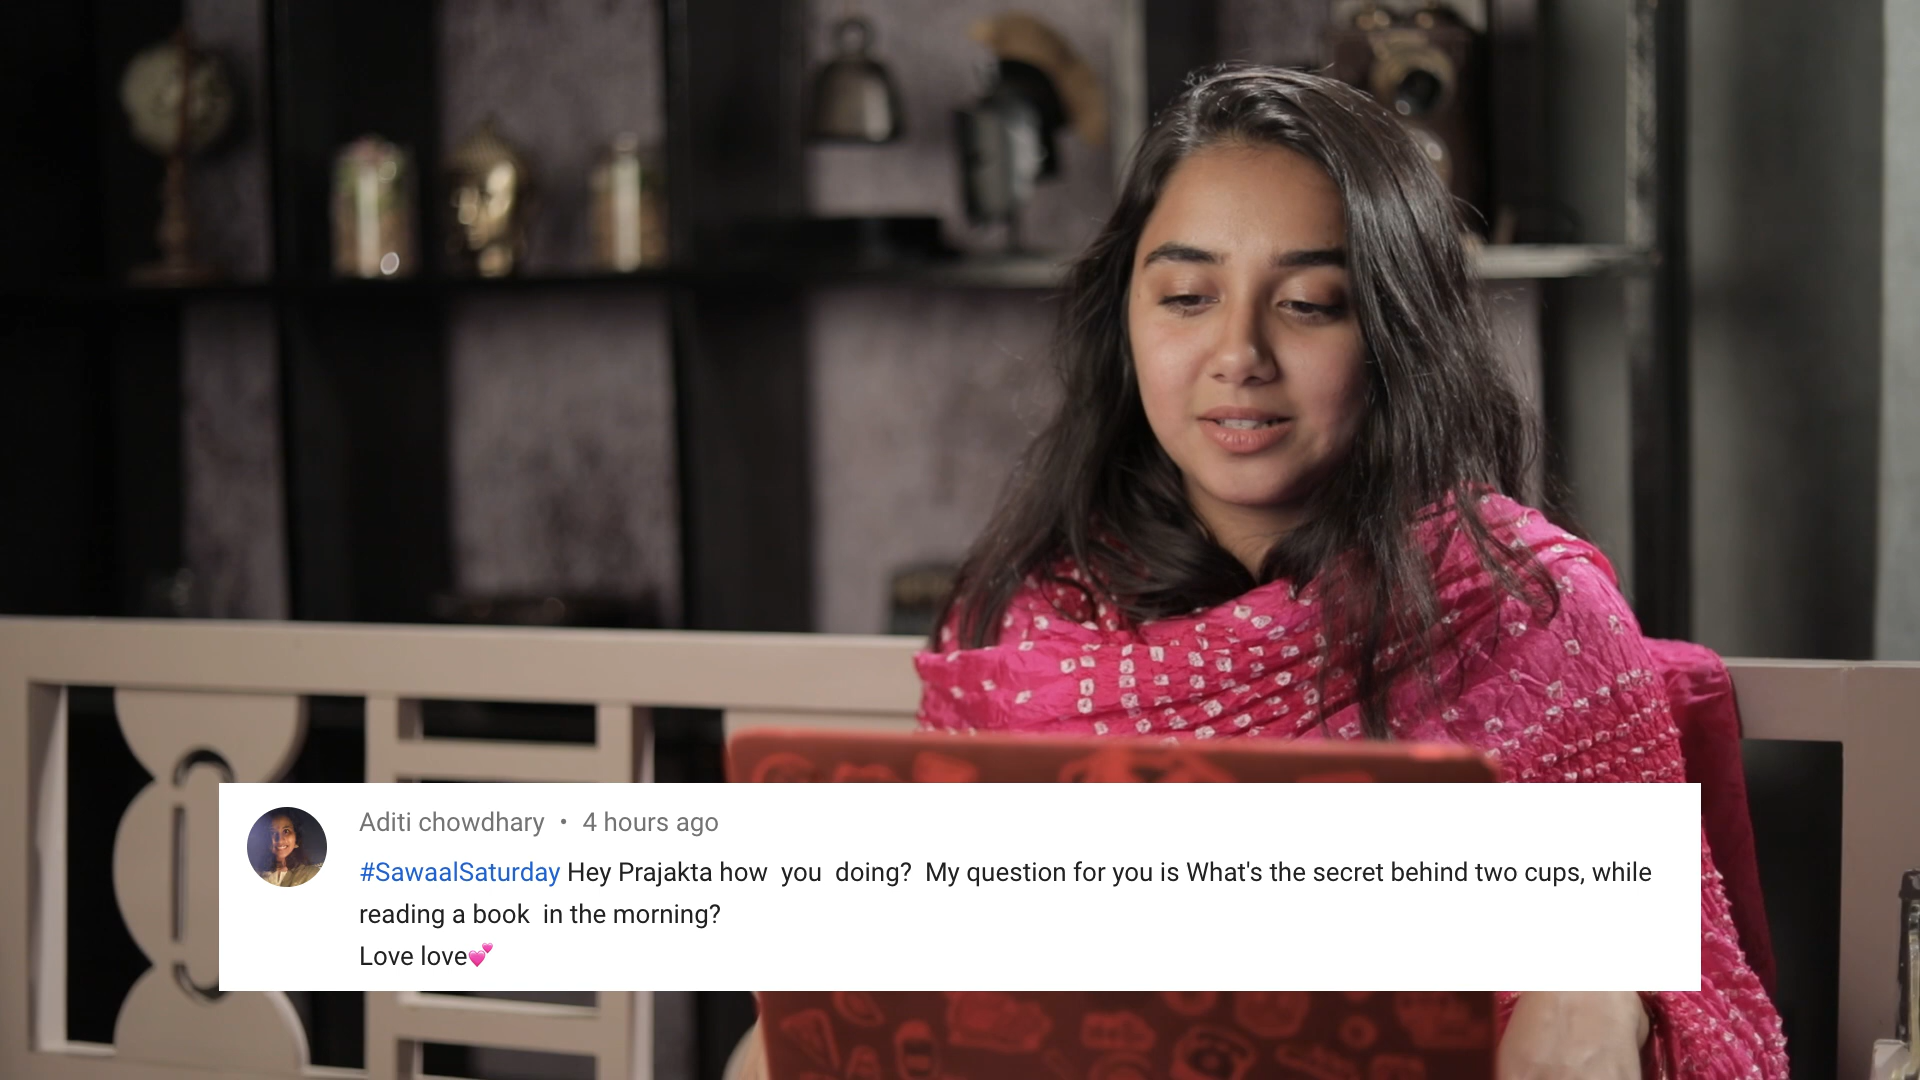 Aditi chowdhary • 4 hours ago
#SawaalSaturday Hey Prajakta how  you  doing?  My question for you is What's the secret behind two cups, while
reading a book  in the morning?
Love love💕